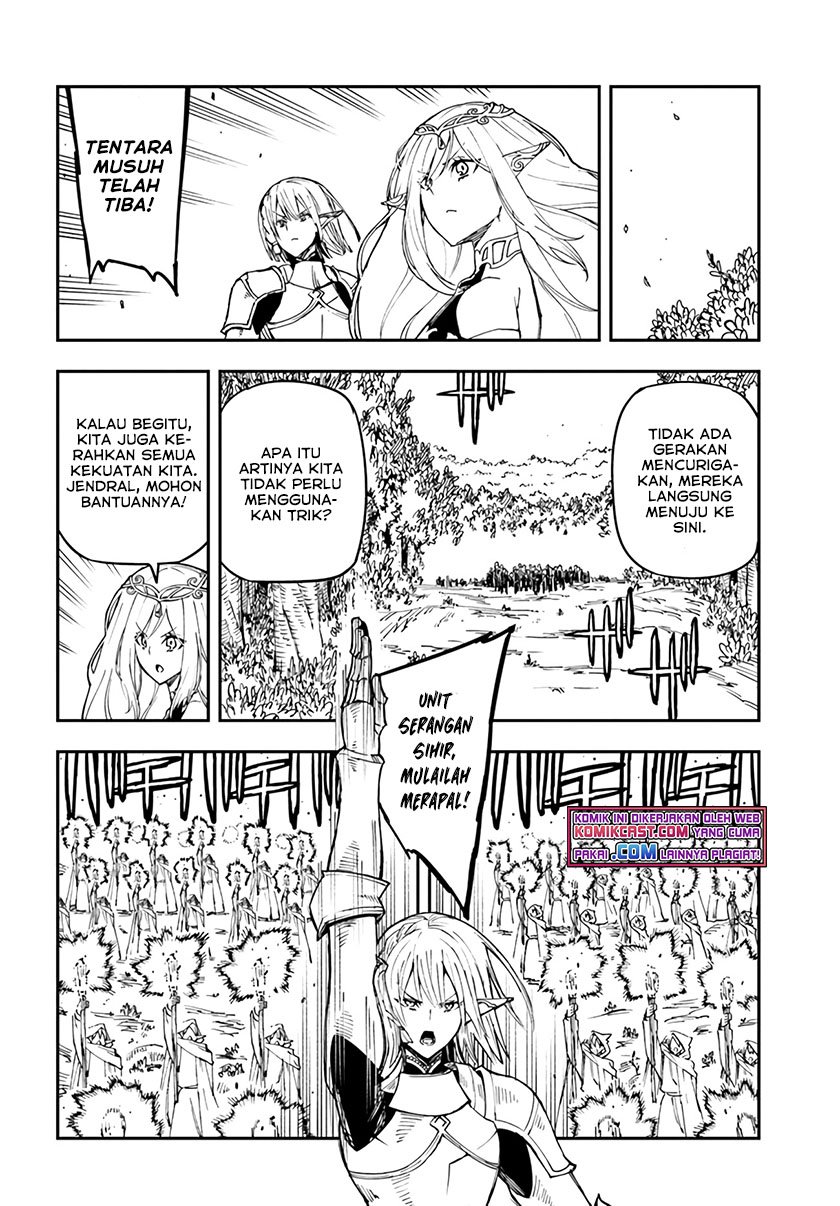 TENTARA
MUSUH
TELAH
TIBA!
TIDAK ADA
GERAKAN
MENCURIGA-
KAN, MEREKA
LANGSUNG
MENUJU KE
SINI.
APA ITU
ARTINYA KITA
TIDAK PERLU
MENGGUNA-
KAN TRIK?
KALAU BEGITU,
KITA JUGA KE-
RAHKAN SEMUA
KEKUATAN KITA.
JENDRAL, MOHON
BANTUANNYA!
UNIT
SERANGAN
SIHIR,
MULAILAH
MERAPAL!
KOMIK INI DIKERJAKAN OLEH WEB
KOMIKCAST.COM YANG CUMA
PAKAI .COM LAINNYA PLAGIAT!